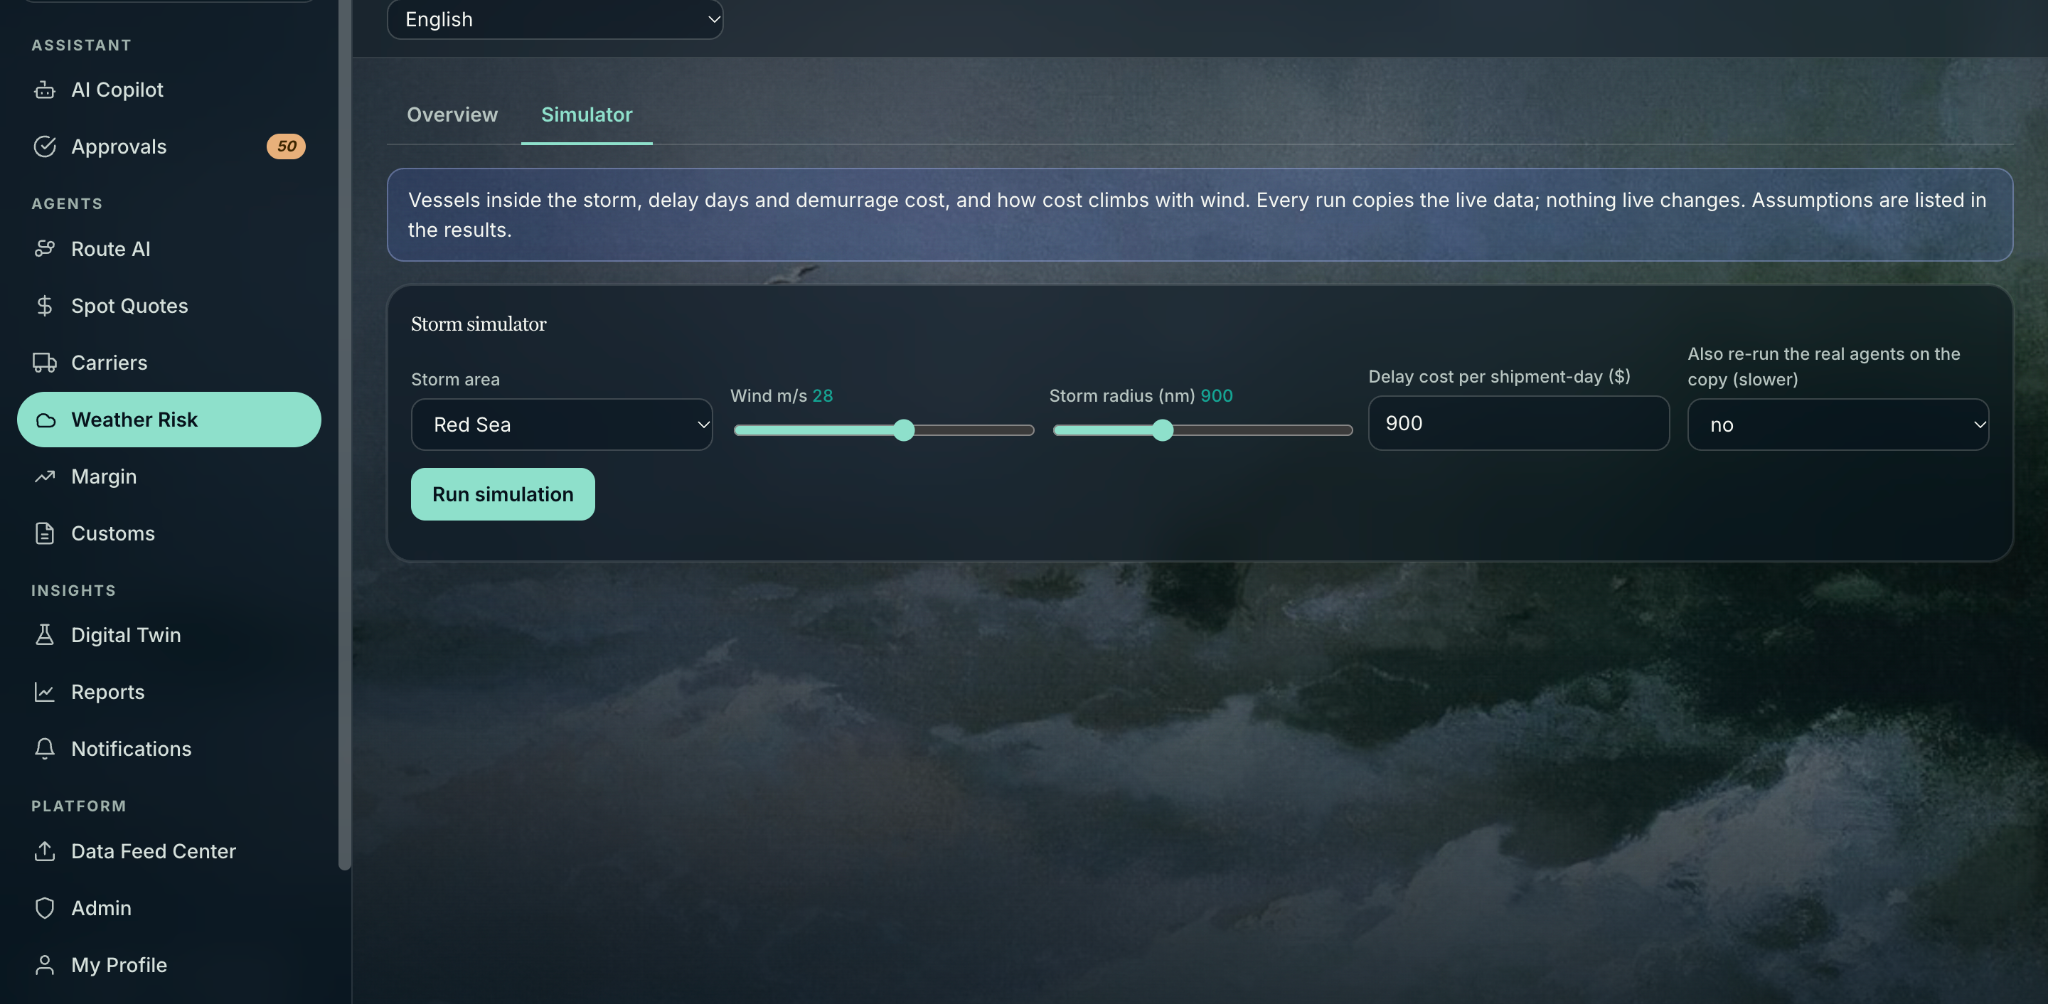 English
ASSISTANT
AI Copilot
Approvals
50
AGENTS
Route AI
Spot Quotes
Carriers
Weather Risk
Margin
Customs
INSIGHTS
Digital Twin
Reports
Notifications
PLATFORM
Data Feed Center
Admin
My Profile
Overview
Simulator
Vessels inside the storm, delay days and demurrage cost, and how cost climbs with wind. Every run copies the live data; nothing live changes. Assumptions are listed in
the results.
Storm simulator
Storm area
Red Sea
Wind m/s 28
Storm radius (nm) 900
Delay cost per shipment-day ($)
900
Also re-run the real agents on the
copy (slower)
no
Run simulation